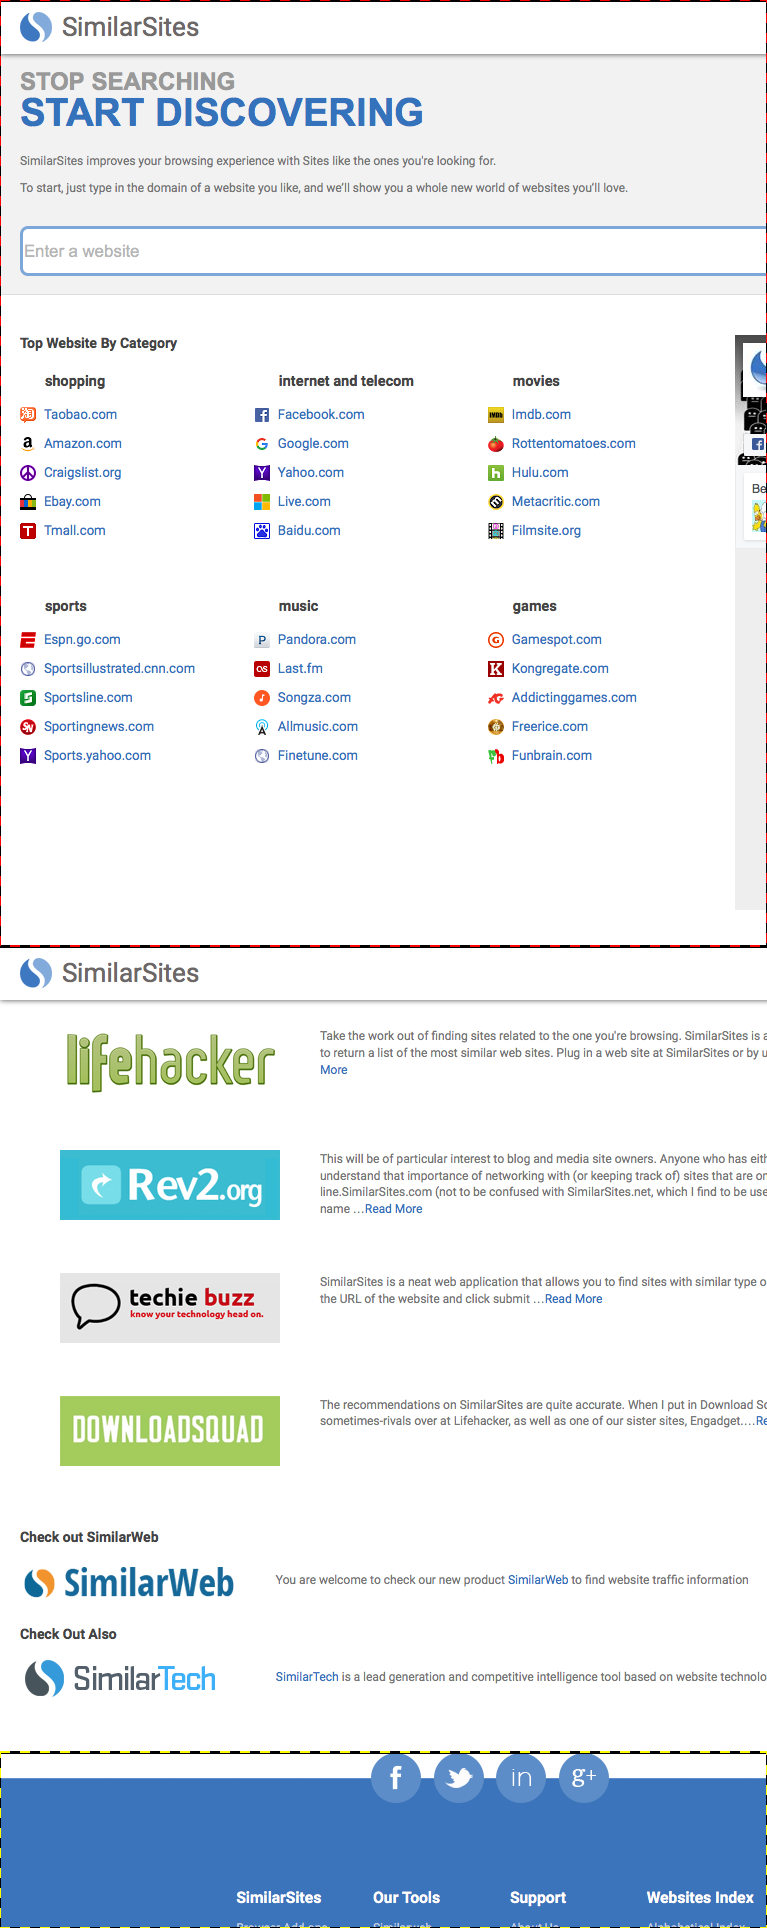 SimilarSites
STOP SEARCHING
START DISCOVERING
SimilarSites improves your browsing experience with Sites like the ones you're looking for.
To start, just type in the domain of a website you like, and we'll show you a whole new world of websites you'll love.
Enter a website
Top Website By Category
shopping
Taobao.com
Amazon.com
Craigslist.org
Ebay.com
Tmall.com
internet and telecom
Facebook.com
Google.com
Yahoo.com
Live.com
Baidu.com
movies
Imdb.com
Rottentomatoes.com
Hulu.com
Metacritic.com
Filmsite.org
Be
sports
Espn.go.com
Sportsillustrated.cnn.com
Sportsline.com
Sportingnews.com
Sports.yahoo.com
music
Pandora.com
Last.fm
Songza.com
Allmusic.com
Finetune.com
games
Gamespot.com
Kongregate.com
Addictinggames.com
Freerice.com
Funbrain.com
SimilarSites
lifehacker
Take the work out of finding sites related to the one you're browsing. SimilarSites is a
to return a list of the most similar web sites. Plug in a web site at SimilarSites or by u
More
Rev2.org
This will be of particular interest to blog and media site owners. Anyone who has eith
understand that importance of networking with (or keeping track of) sites that are on
line.SimilarSites.com (not to be confused with SimilarSites.net, which I find to be use
name ...Read More
techie buzz
know your technology head on.
SimilarSites is a neat web application that allows you to find sites with similar type o
the URL of the website and click submit ...Read More
DOWNLOADSQUAD
The recommendations on SimilarSites are quite accurate. When I put in Download Sq
sometimes-rivals over at Lifehacker, as well as one of our sister sites, Engadget....Re
Check out SimilarWeb
SimilarWeb
You are welcome to check our new product SimilarWeb to find website traffic information
Check Out Also
SimilarTech
SimilarTech is a lead generation and competitive intelligence tool based on website technolo
f
in
g+
SimilarSites
Our Tools
Support
Websites Index